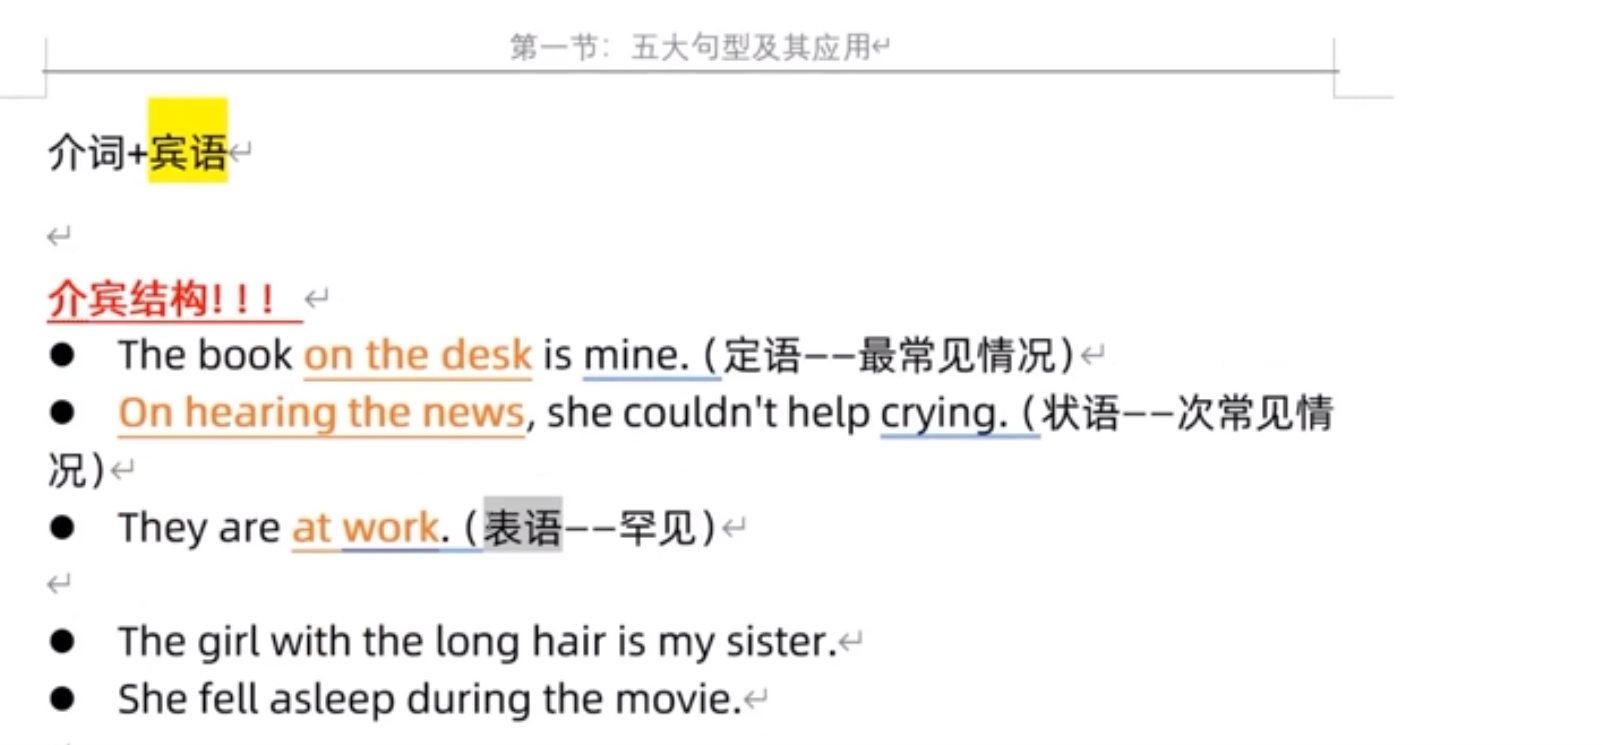 第一节：五大句型及其应用
介词+宾语
介宾结构!!!
● The book on the desk is mine. (定语--最常见情况)
● On hearing the news, she couldn't help crying. (状语--次常见情
况)
● They are at work. (表语--罕见)
● The girl with the long hair is my sister.
● She fell asleep during the movie.